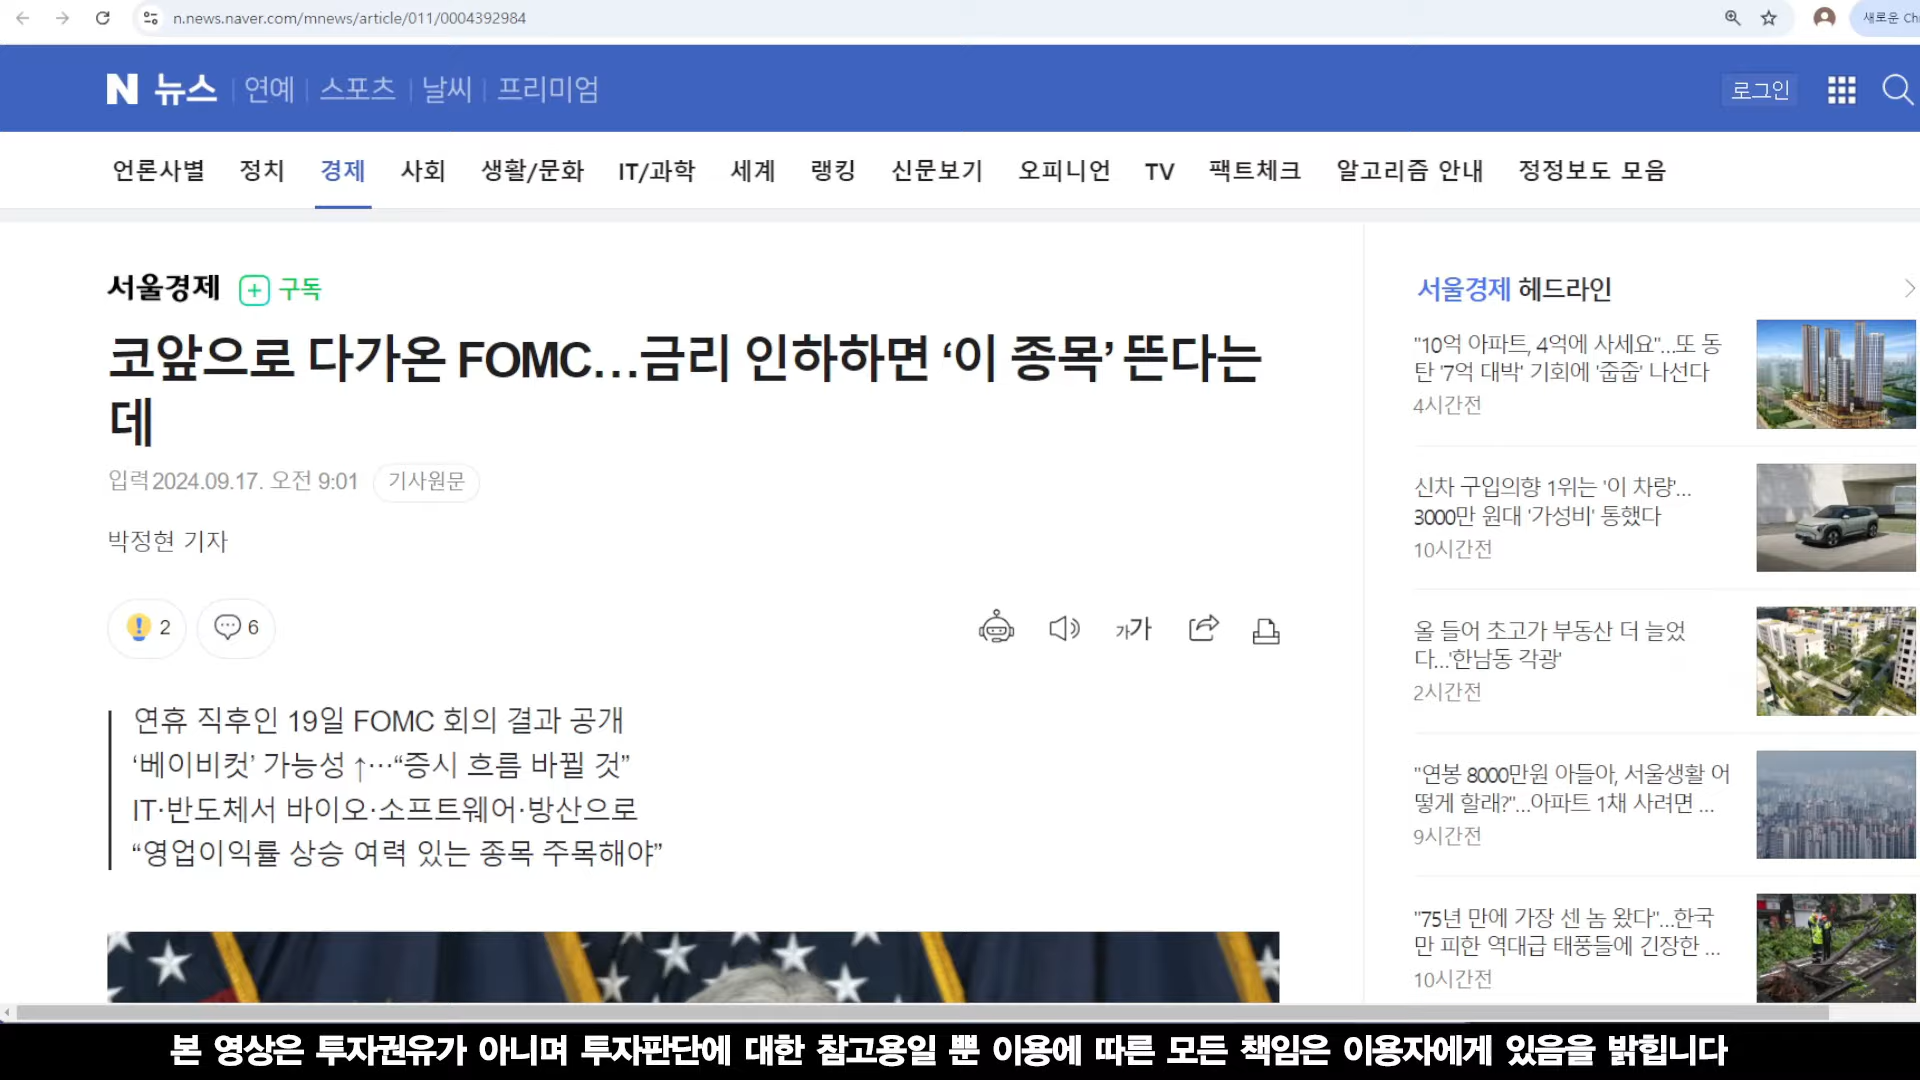 n.news.naver.com/mnews/article/011/0004392984
새로운 Ch
N 뉴스 연예 스포츠 날씨 프리미엄
로그인
언론사별 정치 경제 사회 생활/문화 IT/과학 세계 랭킹 신문보기 오피니언 TV 팩트체크 알고리즘 안내 정정보도 모음
서울경제 구독
코앞으로 다가온 FOMC…금리 인하하면 ‘이 종목’ 뜬다는
데
입력 2024.09.17. 오전 9:01 기사원문
박정현 기자
2 6
가가
연휴 직후인 19일 FOMC 회의 결과 공개
‘베이비컷’ 가능성↑…“증시 흐름 바뀔 것”
IT·반도체서 바이오·소프트웨어·방산으로
“영업이익률 상승 여력 있는 종목 주목해야”
서울경제 헤드라인
"10억 아파트, 4억에 사세요"…또 동
탄 '7억 대박' 기회에 '줍줍' 나선다
4시간전
신차 구입의향 1위는 '이 차량'…
3000만 원대 '가성비' 통했다
10시간전
올 들어 초고가 부동산 더 늘었
다…'한남동 각광'
2시간전
"연봉 8000만원 아들아, 서울생활 어
떻게 할래?"…아파트 1채 사려면 ...
9시간전
"75년 만에 가장 센 놈 왔다"…한국
만 피한 역대급 태풍들에 긴장한 ...
10시간전
본 영상은 투자권유가 아니며 투자판단에 대한 참고용일 뿐 이용에 따른 모든 책임은 이용자에게 있음을 밝힙니다